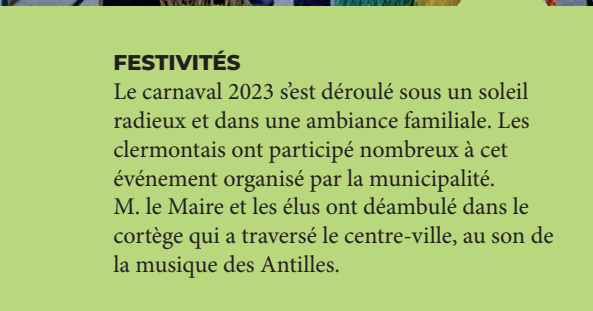 FESTIVITÉS
Le carnaval 2023 s’est déroulé sous un soleil
radieux et dans une ambiance familiale. Les
clermontais ont participé nombreux à cet
événement organisé par la municipalité.
M. le Maire et les élus ont déambulé dans le
cortège qui a traversé le centre-ville, au son de
la musique des Antilles.